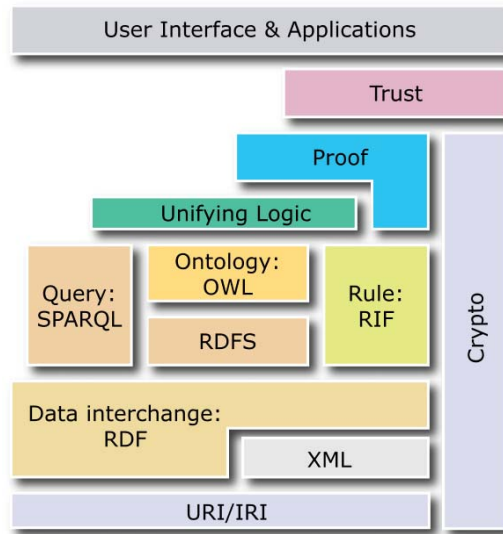 User Interface & Applications
Trust
Proof
Unifying Logic
Query:
SPARQL
Ontology:
OWL
RDFS
Rule:
RIF
Crypto
Data interchange:
RDF
XML
URI/IRI